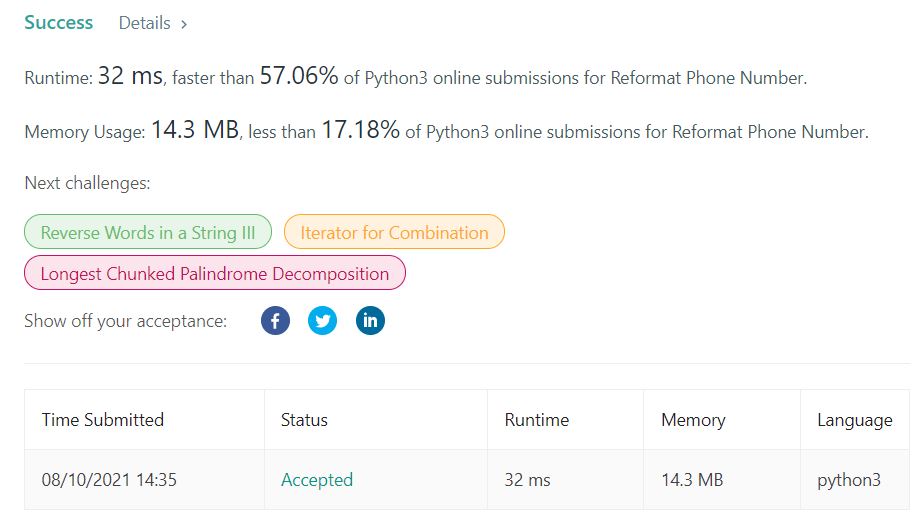 Success Details >
Runtime: 32 ms, faster than 57.06% of Python3 online submissions for Reformat Phone Number.
Memory Usage: 14.3 MB, less than 17.18% of Python3 online submissions for Reformat Phone Number.
Next challenges:
Reverse Words in a String III Iterator for Combination
Longest Chunked Palindrome Decomposition
Show off your acceptance: f in
Time Submitted Status Runtime Memory Language
08/10/2021 14:35 Accepted 32 ms 14.3 MB python3